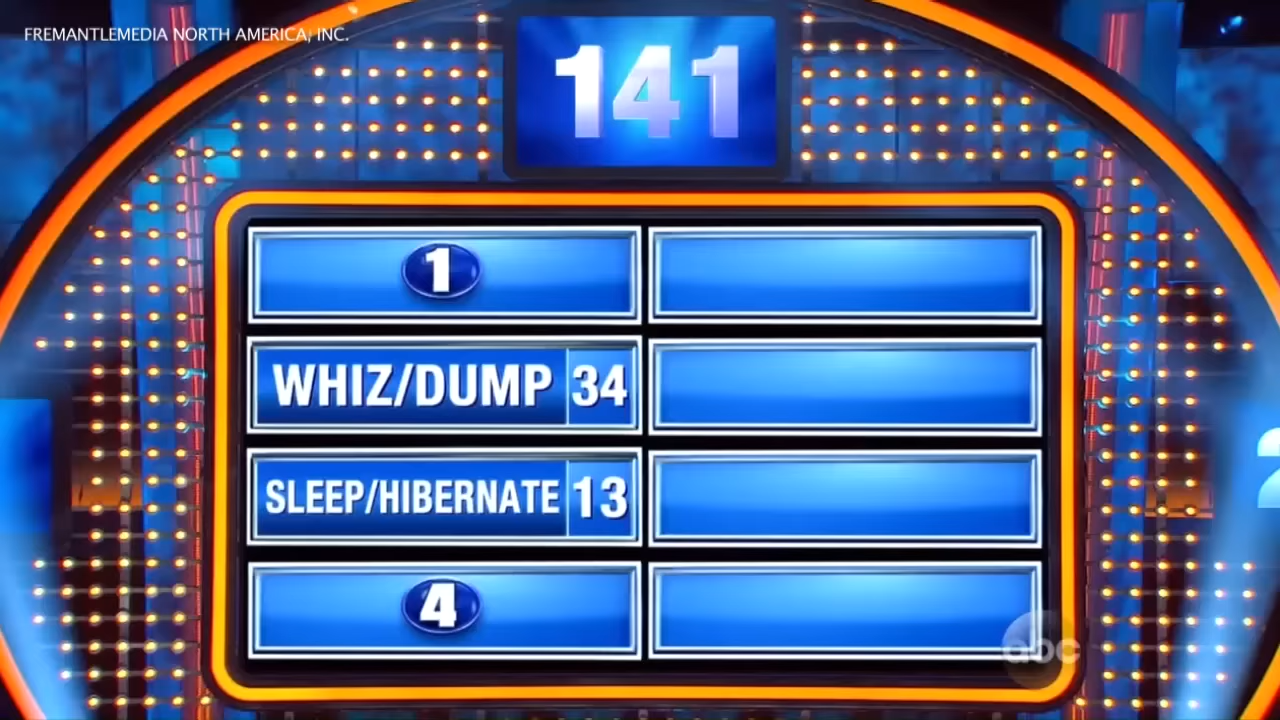 FREMANTLEMEDIA NORTH AMERICA, INC.
141
1
WHIZ/DUMP 34
SLEEP/HIBERNATE 13
4
abc